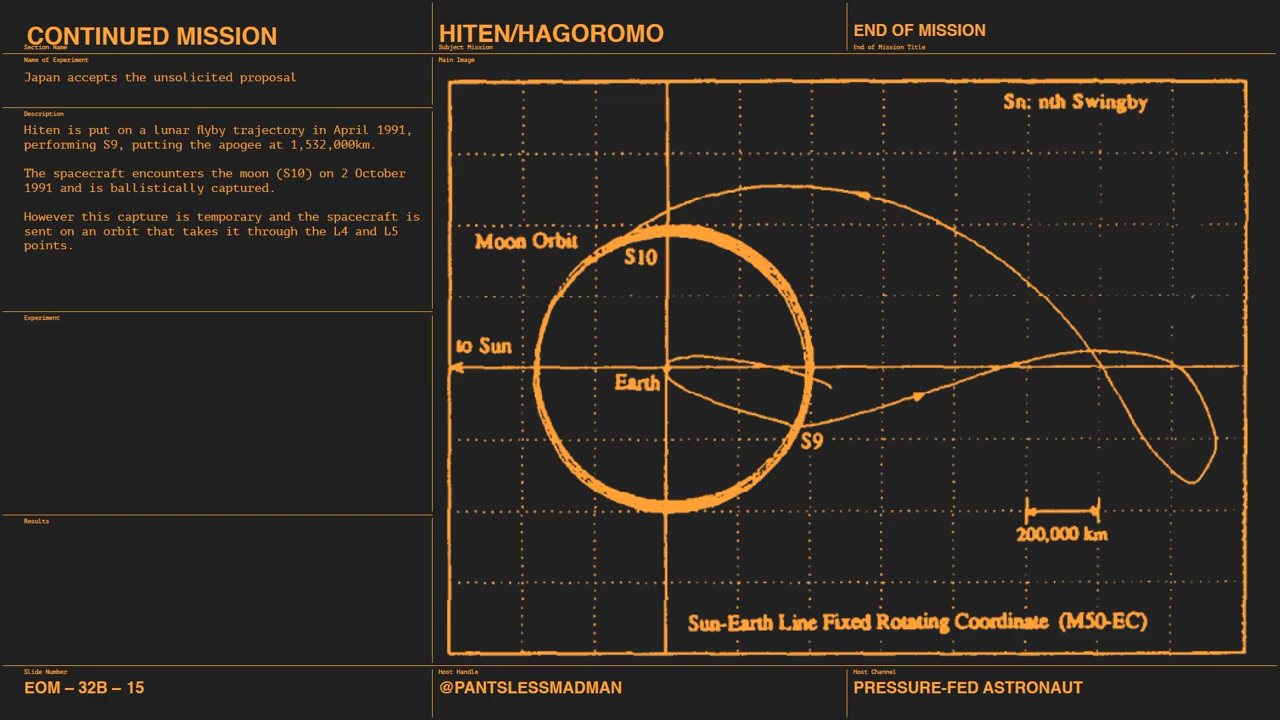 CONTINUED MISSION
Section Name
HITEN/HAGOROMO
Subject Mission
END OF MISSION
End of Mission Title
Name of Experiment
Japan accepts the unsolicited proposal
Description
Hiten is put on a lunar flyby trajectory in April 1991,
performing S9, putting the apogee at 1,532,000km.
The spacecraft encounters the moon (S10) on 2 October
1991 and is ballistically captured.
However this capture is temporary and the spacecraft is
sent on an orbit that takes it through the L4 and L5
points.
Experiment
Results
Main Image
Sn: nth Swingby
Moon Orbit
S10
to Sun
Earth
S9
200,000 km
Sun-Earth Line Fixed Rotating Coordinate (M50-EC)
Slide Number
EOM – 32B – 15
Host Handle
@PANTSLESSMADMAN
Host Channel
PRESSURE-FED ASTRONAUT